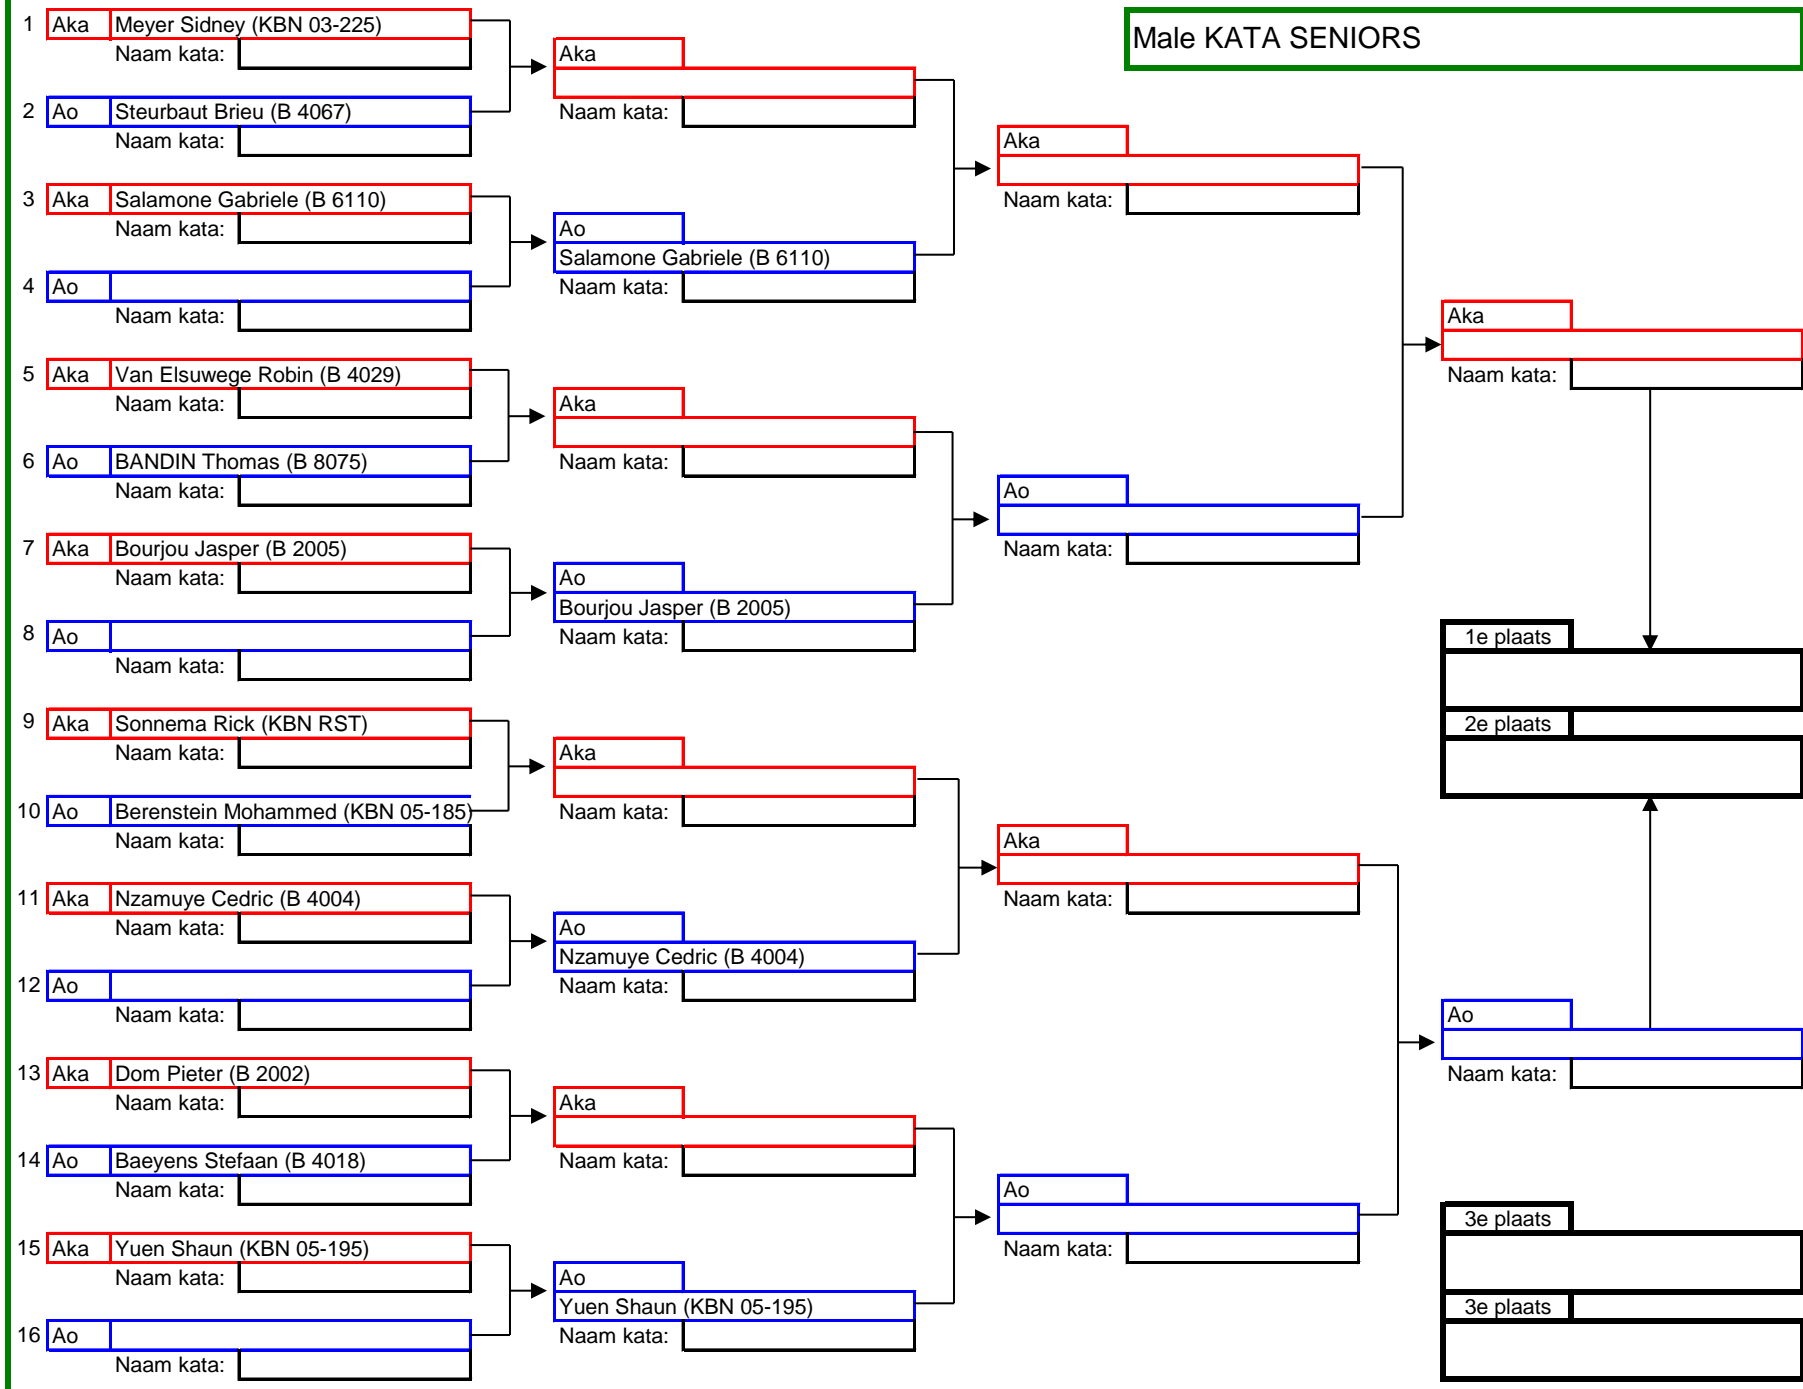 Male KATA SENIORS
1 Aka Meyer Sidney (KBN 03-225)
Naam kata:
2 Ao Steurbaut Brieu (B 4067)
Naam kata:
3 Aka Salamone Gabriele (B 6110)
Naam kata:
4 Ao
Naam kata:
5 Aka Van Elsuwege Robin (B 4029)
Naam kata:
6 Ao BANDIN Thomas (B 8075)
Naam kata:
7 Aka Bourjou Jasper (B 2005)
Naam kata:
8 Ao
Naam kata:
9 Aka Sonnema Rick (KBN RST)
Naam kata:
10 Ao Berenstein Mohammed (KBN 05-185)
Naam kata:
11 Aka Nzamuye Cedric (B 4004)
Naam kata:
12 Ao
Naam kata:
13 Aka Dom Pieter (B 2002)
Naam kata:
14 Ao Baeyens Stefaan (B 4018)
Naam kata:
15 Aka Yuen Shaun (KBN 05-195)
Naam kata:
16 Ao
Naam kata:
Aka
Naam kata:
Ao
Salamone Gabriele (B 6110)
Naam kata:
Aka
Naam kata:
Ao
Bourjou Jasper (B 2005)
Naam kata:
Aka
Naam kata:
Ao
Nzamuye Cedric (B 4004)
Naam kata:
Aka
Naam kata:
Ao
Yuen Shaun (KBN 05-195)
Naam kata:
Aka
Naam kata:
Ao
Naam kata:
Aka
Naam kata:
Ao
Naam kata:
Aka
Naam kata:
1e plaats
2e plaats
Ao
Naam kata:
3e plaats
3e plaats